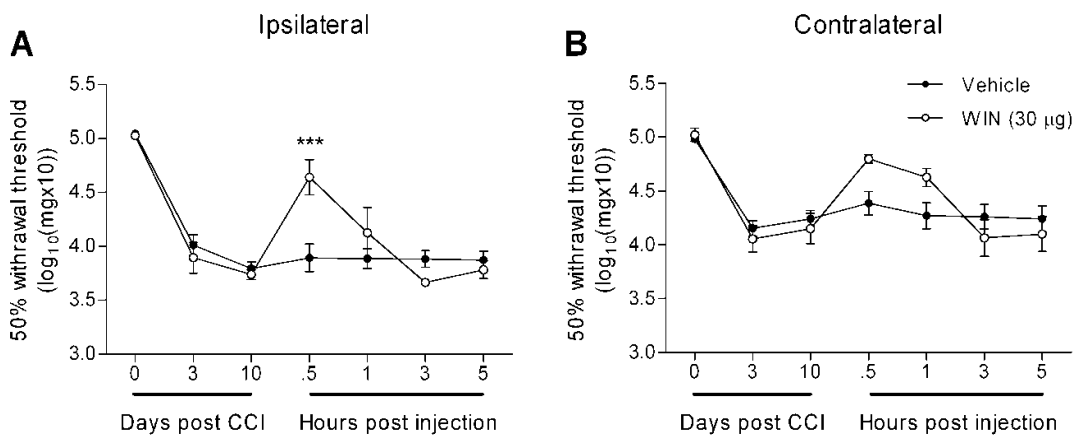 Ipsilateral
Contralateral
A
B
50% withrawal threshold
(log10(mgx10))
5.5
5.0
4.5
4.0
3.5
3.0
***
0 3 10 .5 1 3 5
Days post CCI Hours post injection
50% withrawal threshold
(log10(mgx10))
5.5
5.0
4.5
4.0
3.5
3.0
Vehicle
WIN (30 µg)
0 3 10 .5 1 3 5
Days post CCI Hours post injection